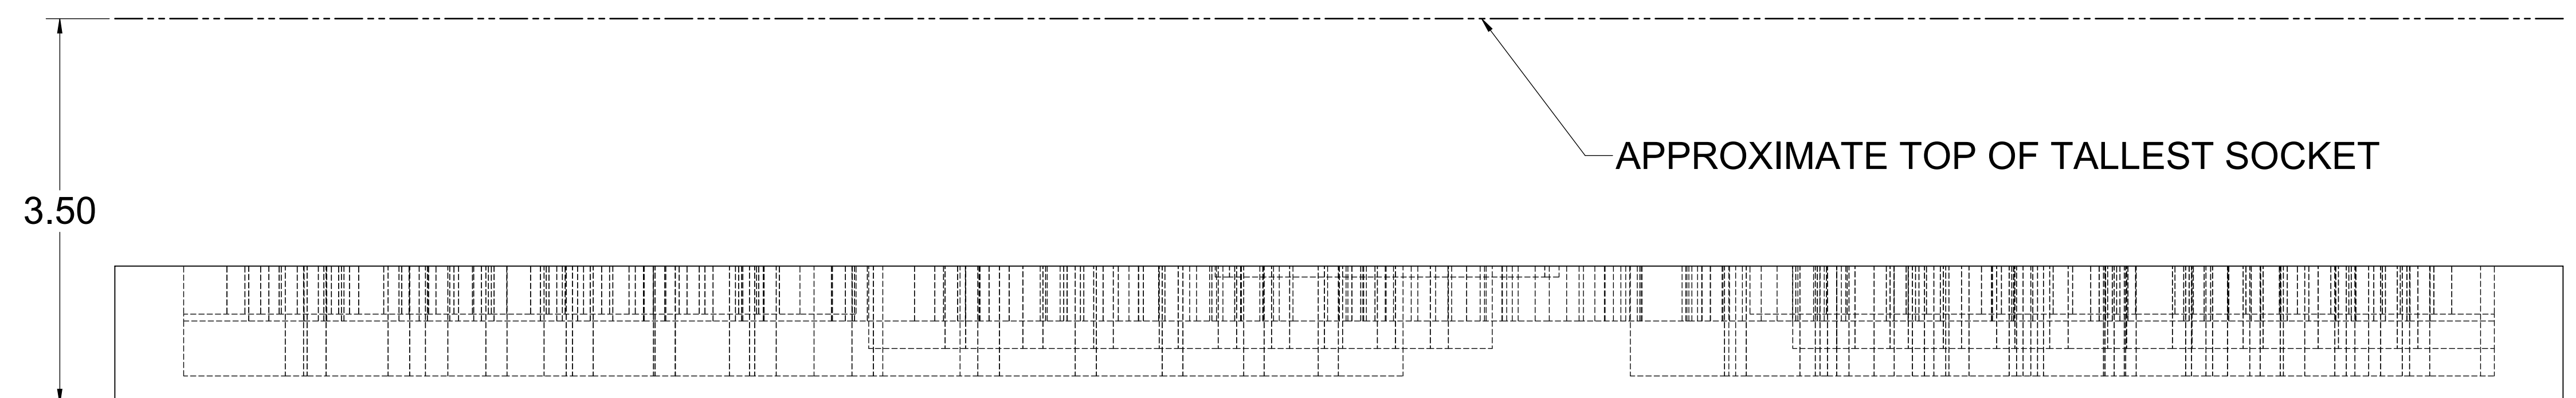 APPROXIMATE TOP OF TALLEST SOCKET
3.50